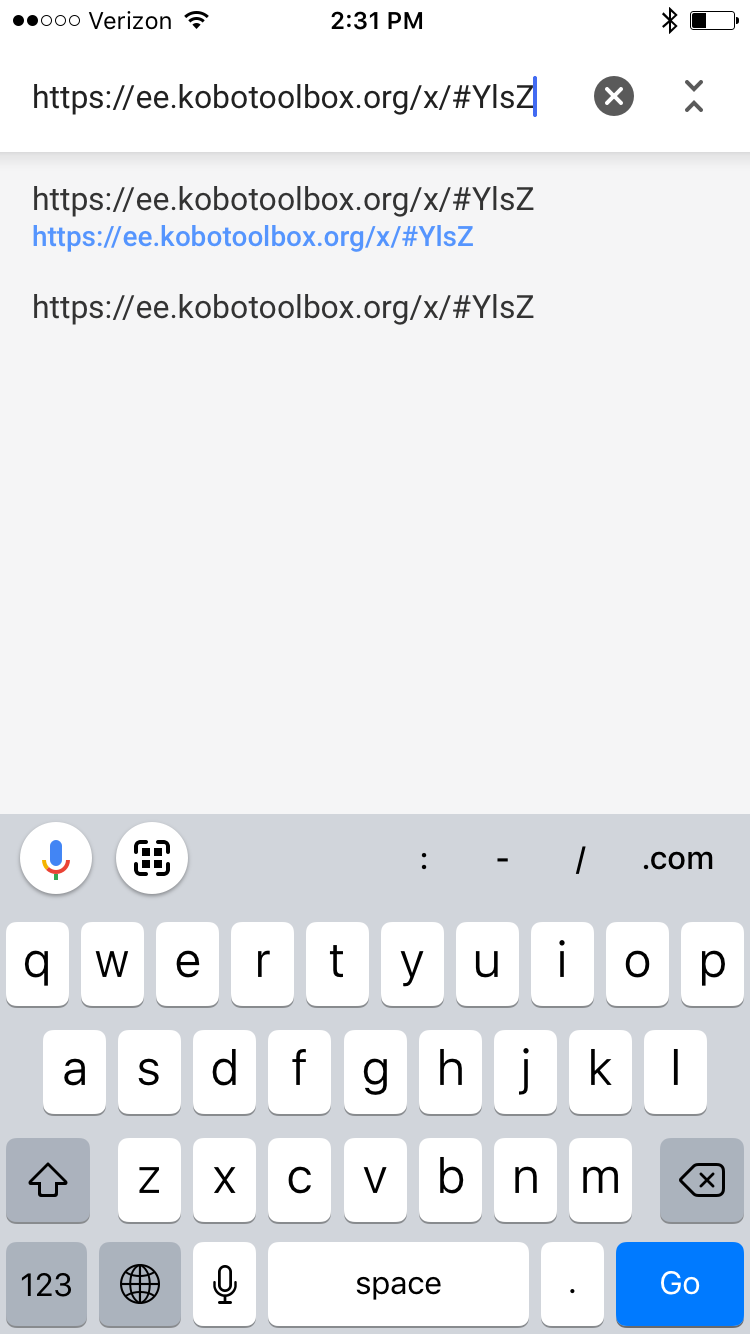 Verizon 2:31 PM
https://ee.kobotoolbox.org/x/#YlsZ
https://ee.kobotoolbox.org/x/#YlsZ
https://ee.kobotoolbox.org/x/#YlsZ
https://ee.kobotoolbox.org/x/#YlsZ
: - / .com
q w e r t y u i o p
a s d f g h j k l
z x c v b n m
123 space . Go